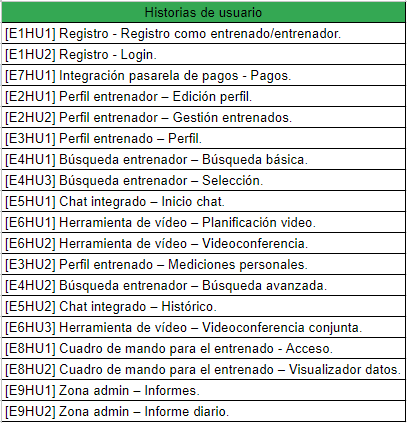 Historias de usuario
[E1HU1] Registro - Registro como entrenado/entrenador.
[E1HU2] Registro - Login.
[E7HU1] Integración pasarela de pagos - Pagos.
[E2HU1] Perfil entrenador – Edición perfil.
[E2HU2] Perfil entrenador – Gestión entrenados.
[E3HU1] Perfil entrenado – Perfil.
[E4HU1] Búsqueda entrenador – Búsqueda básica.
[E4HU3] Búsqueda entrenador – Selección.
[E5HU1] Chat integrado – Inicio chat.
[E6HU1] Herramienta de vídeo – Planificación video.
[E6HU2] Herramienta de vídeo – Videoconferencia.
[E3HU2] Perfil entrenado – Mediciones personales.
[E4HU2] Búsqueda entrenador – Búsqueda avanzada.
[E5HU2] Chat integrado – Histórico.
[E6HU3] Herramienta de vídeo – Videoconferencia conjunta.
[E8HU1] Cuadro de mando para el entrenado - Acceso.
[E8HU2] Cuadro de mando para el entrenado – Visualizador datos.
[E9HU1] Zona admin – Informes.
[E9HU2] Zona admin – Informe diario.